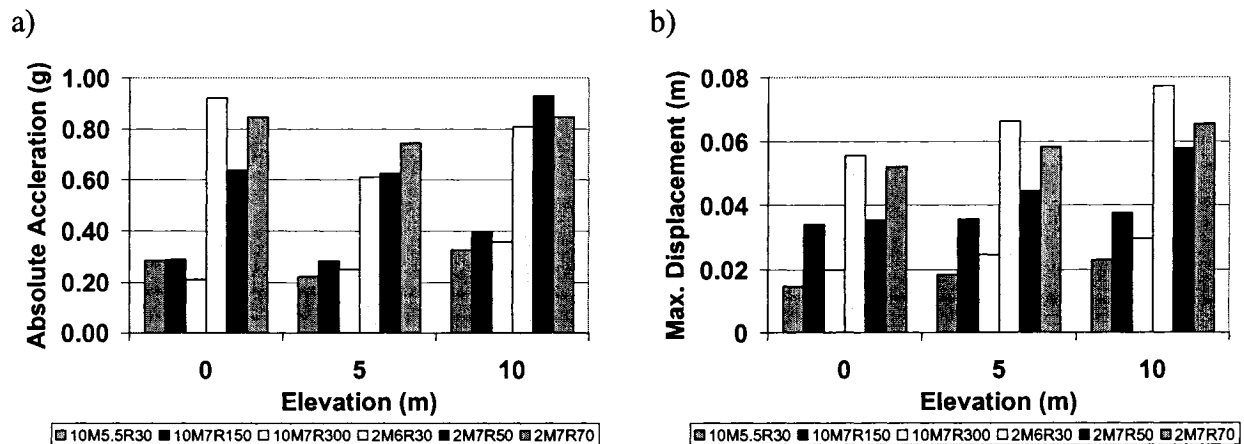 a)
Absolute Accleration (g)
1.00
0.80
0.60
0.40
0.20
0.00
0 5 10
Elevation (m)
10M5.5R30 10M7R150 10M7R300 2M6R30 2M7R50 2M7R70
b)
Max. Displacement (m)
0.08
0.06
0.04
0.02
0
0 5 10
Elevation (m)
10M5.5R30 10M7R150 10M7R300 2M6R30 2M7R50 2M7R70